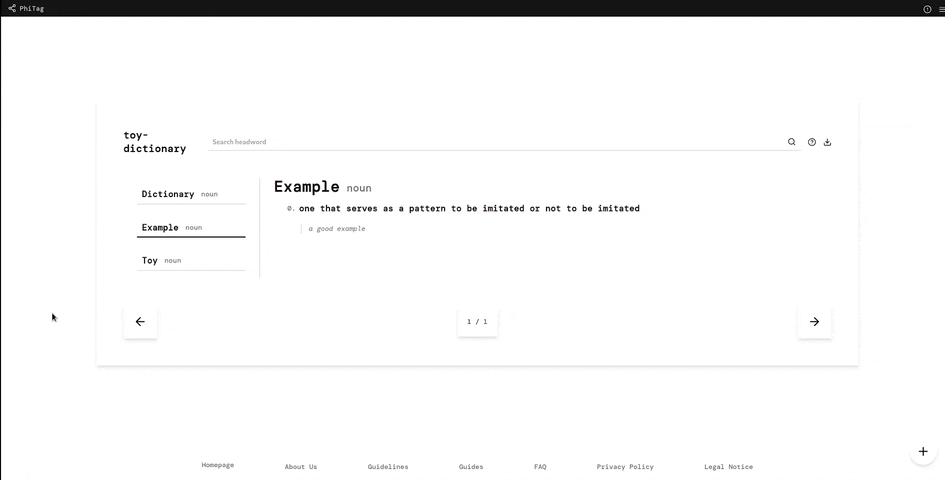 PhiTag
toy-
dictionary
Search headword
Dictionary noun
Example noun
Toy noun
Example noun
0. one that serves as a pattern to be imitated or not to be imitated
a good example
1 / 1
Homepage About Us Guidelines Guides FAQ Privacy Policy Legal Notice